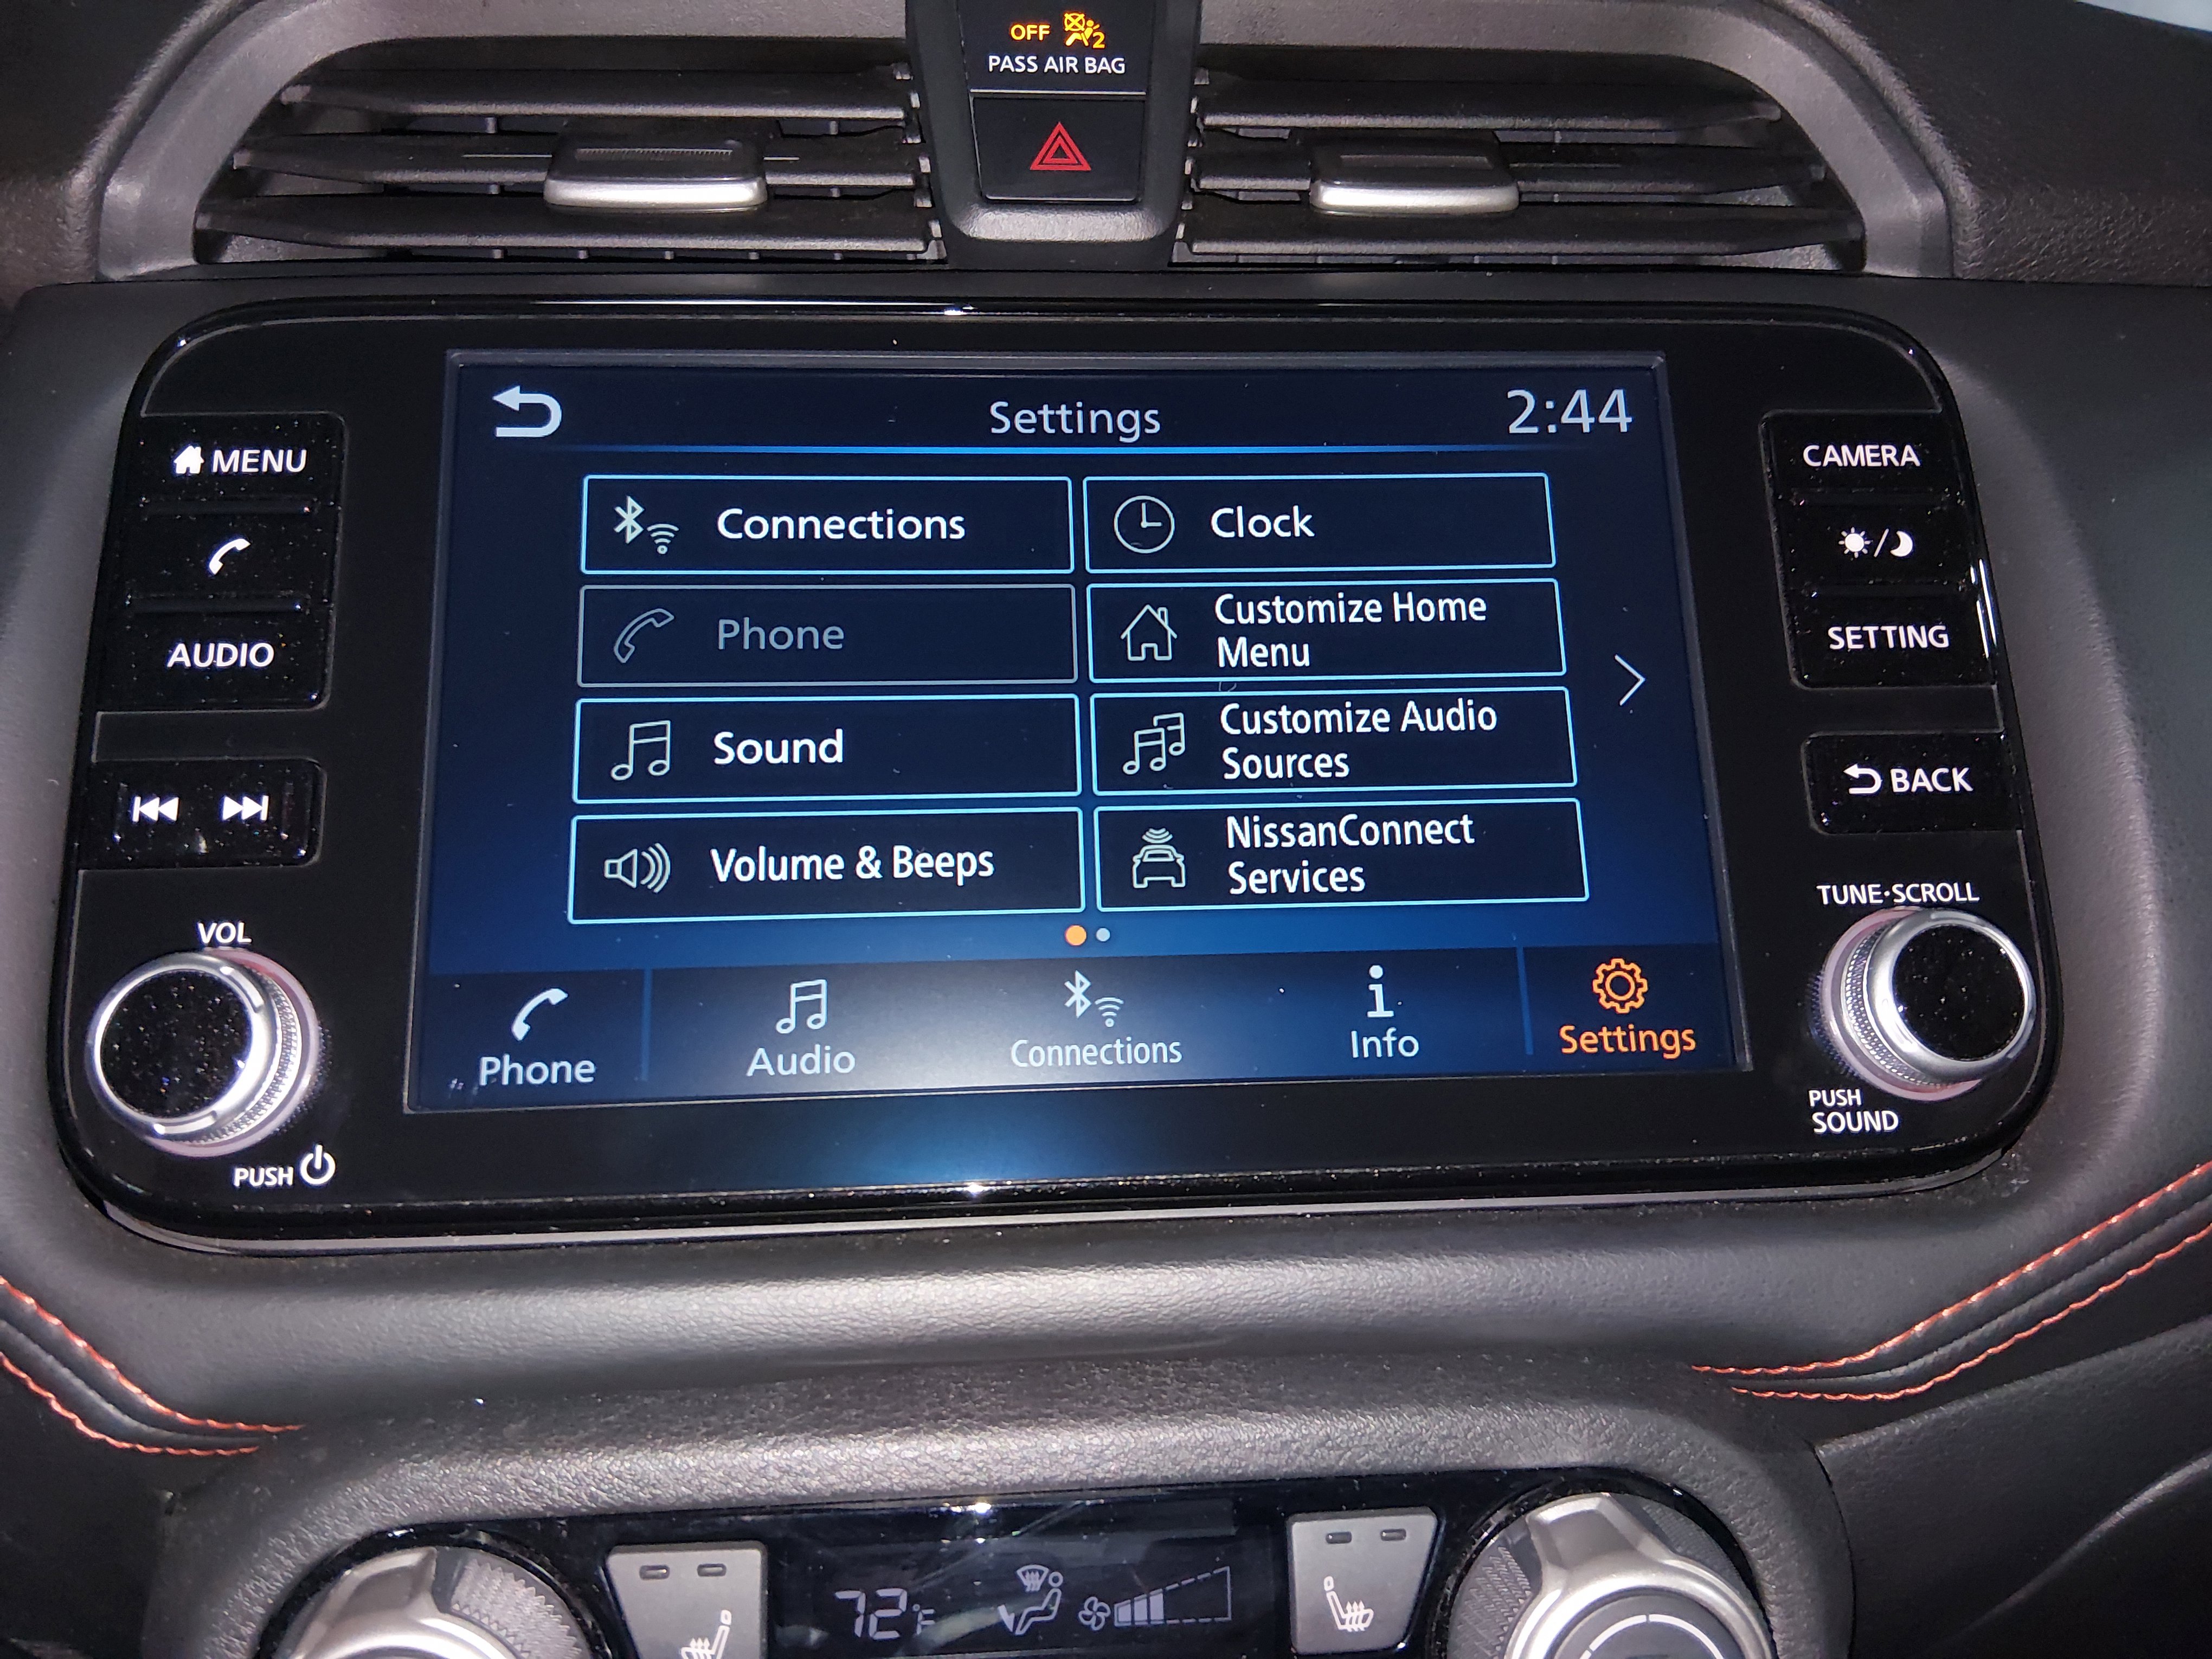 OFF 2
PASS AIR BAG
Settings
2:44
MENU
AUDIO
VOL
PUSH
Connections
Clock
Phone
Customize Home
Menu
Sound
Customize Audio
Sources
Volume & Beeps
NissanConnect
Services
Phone
Audio
Connections
Info
Settings
CAMERA
SETTING
BACK
TUNE·SCROLL
PUSH
SOUND
72°F